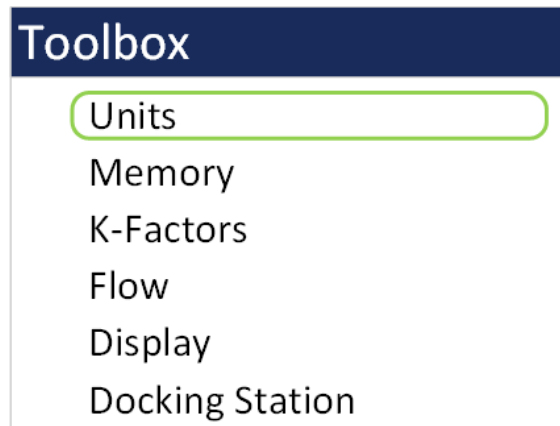 Toolbox
Units
Memory
K-Factors
Flow
Display
Docking Station